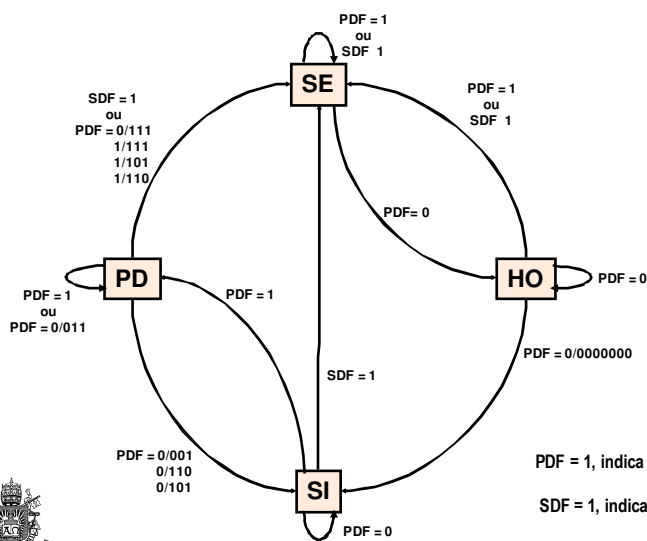 PDF = 1
ou
SDF 1
SE
SDF = 1
ou
PDF = 0/111
1/111
1/101
1/110
PDF = 1
ou
SDF 1
PDF= 0
PD
HO
PDF = 0
PDF = 1
ou
PDF = 0/011
PDF = 1
PDF = 0/0000000
SDF = 1
PDF = 0/001
0/110
0/101
SI
PDF = 0
PDF = 1, indica
SDF = 1, indica